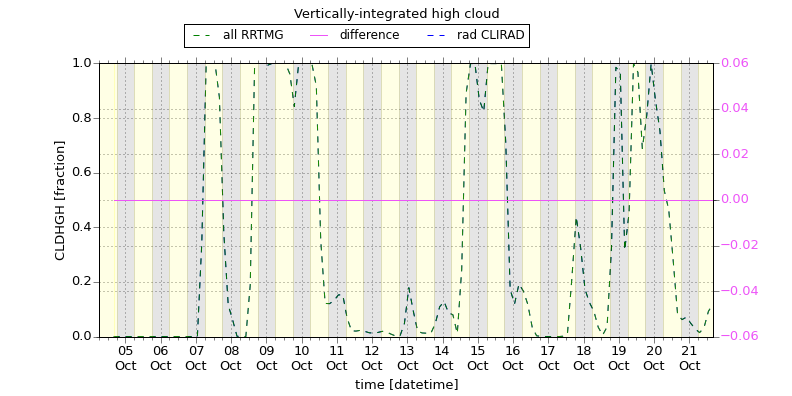 Vertically-integrated high cloud
all RRTMG difference rad CLIRAD
CLDHGH [fraction]
1.0
0.8
0.6
0.4
0.2
0.0
0.06
0.04
0.02
0.00
−0.02
−0.04
−0.06
05 06 07 08 09 10 11 12 13 14 15 16 17 18 19 20 21
Oct Oct Oct Oct Oct Oct Oct Oct Oct Oct Oct Oct Oct Oct Oct Oct Oct
time [datetime]